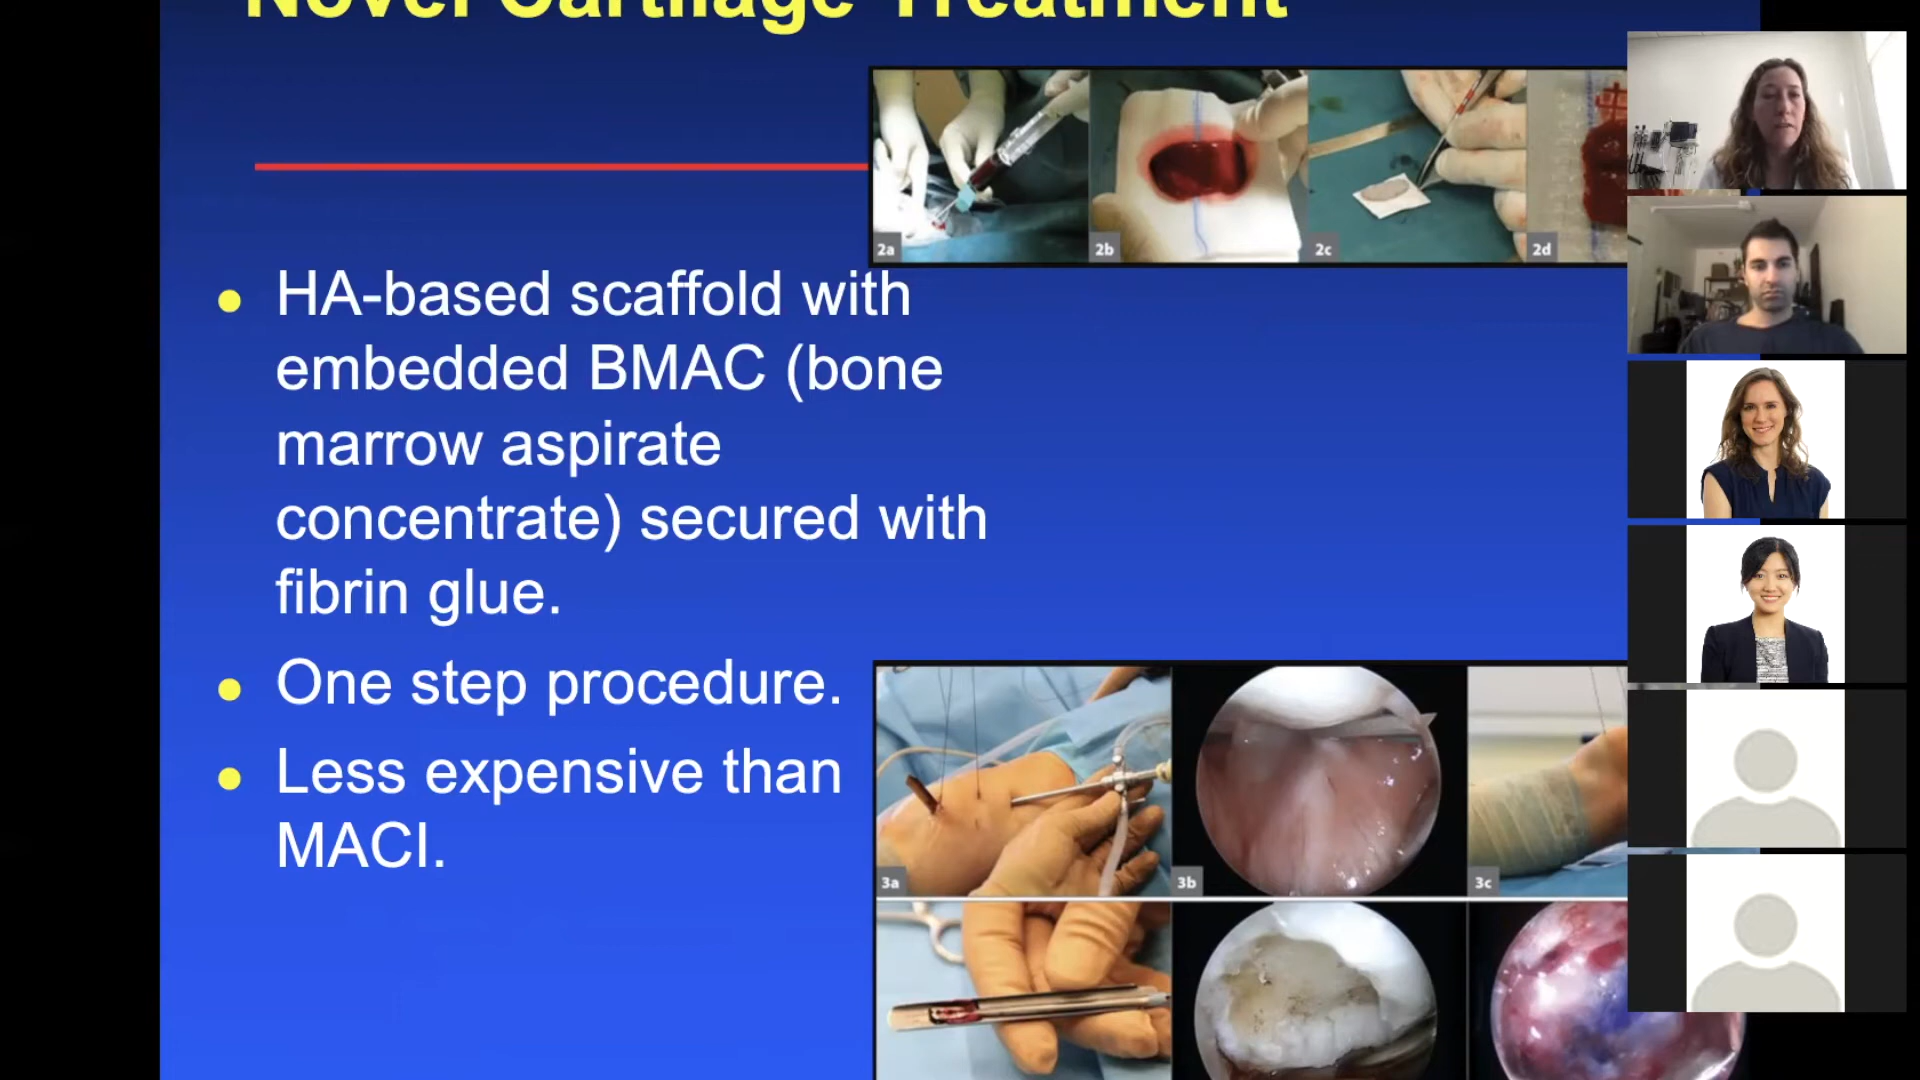 Novel Cartilage Treatment
2a
2b
2c
2d
HA-based scaffold with
embedded BMAC (bone
marrow aspirate
concentrate) secured with
fibrin glue.
One step procedure.
Less expensive than
MACI.
3a
3b
3c